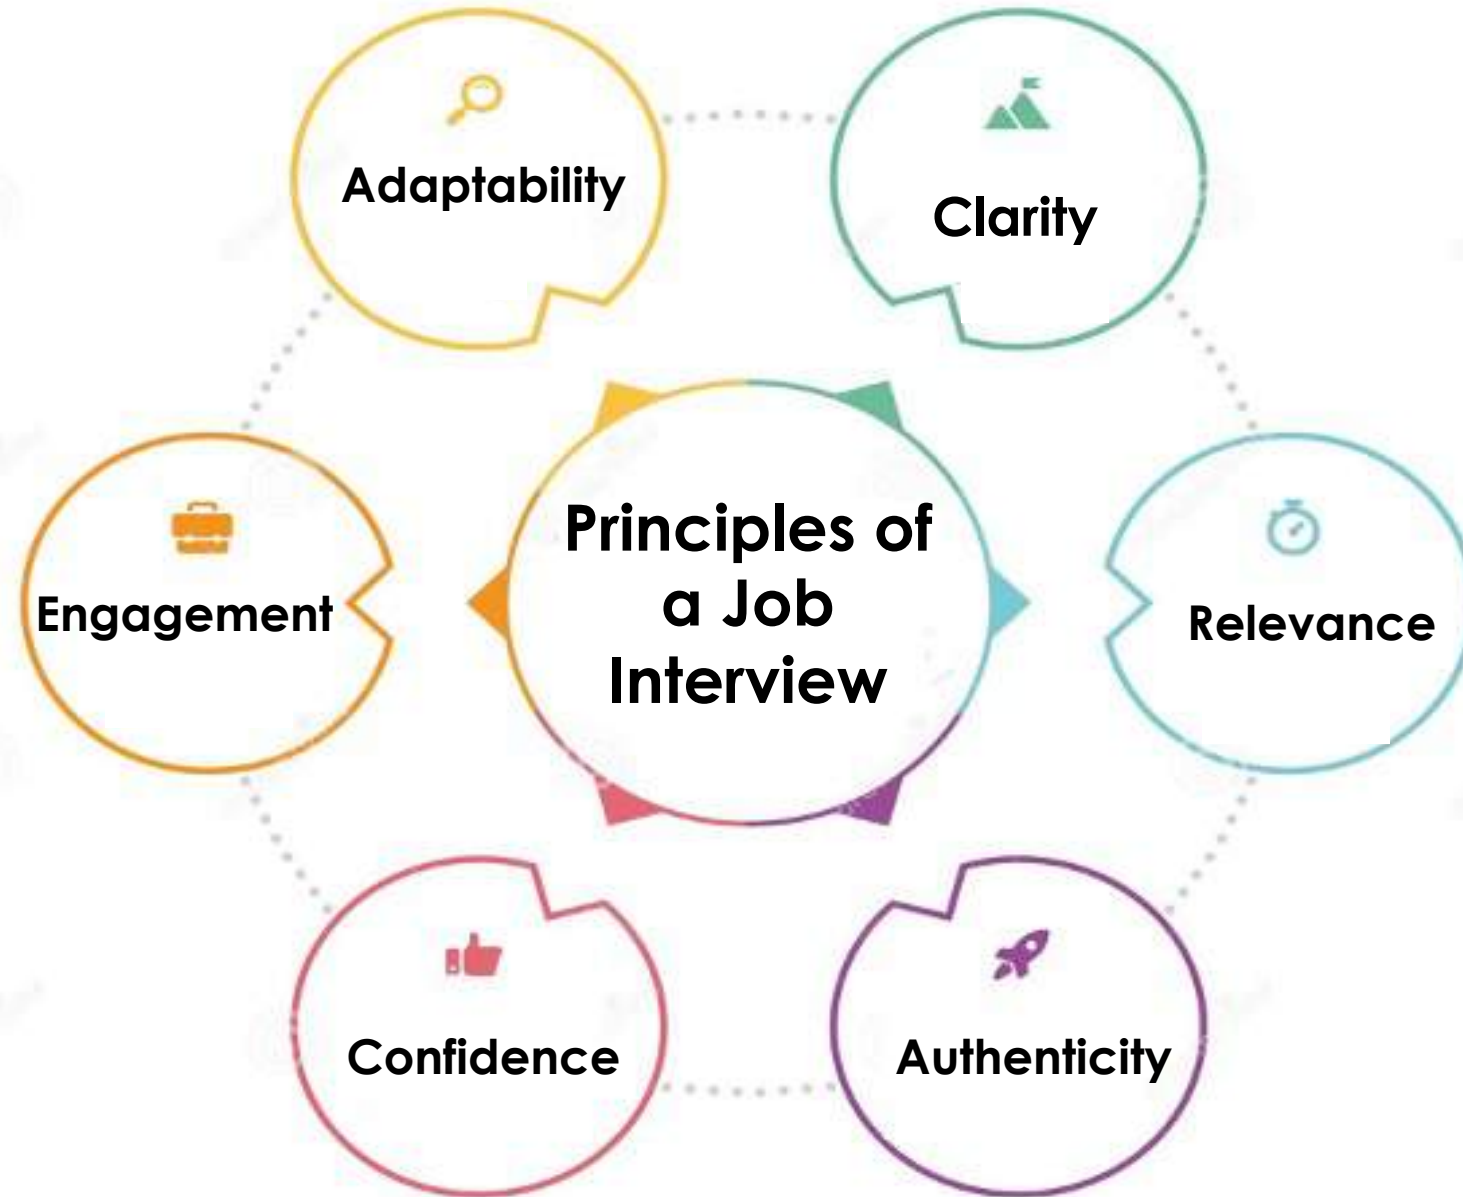 Adaptability
Clarity
Principles of
a Job
Interview
Engagement
Relevance
Confidence
Authenticity